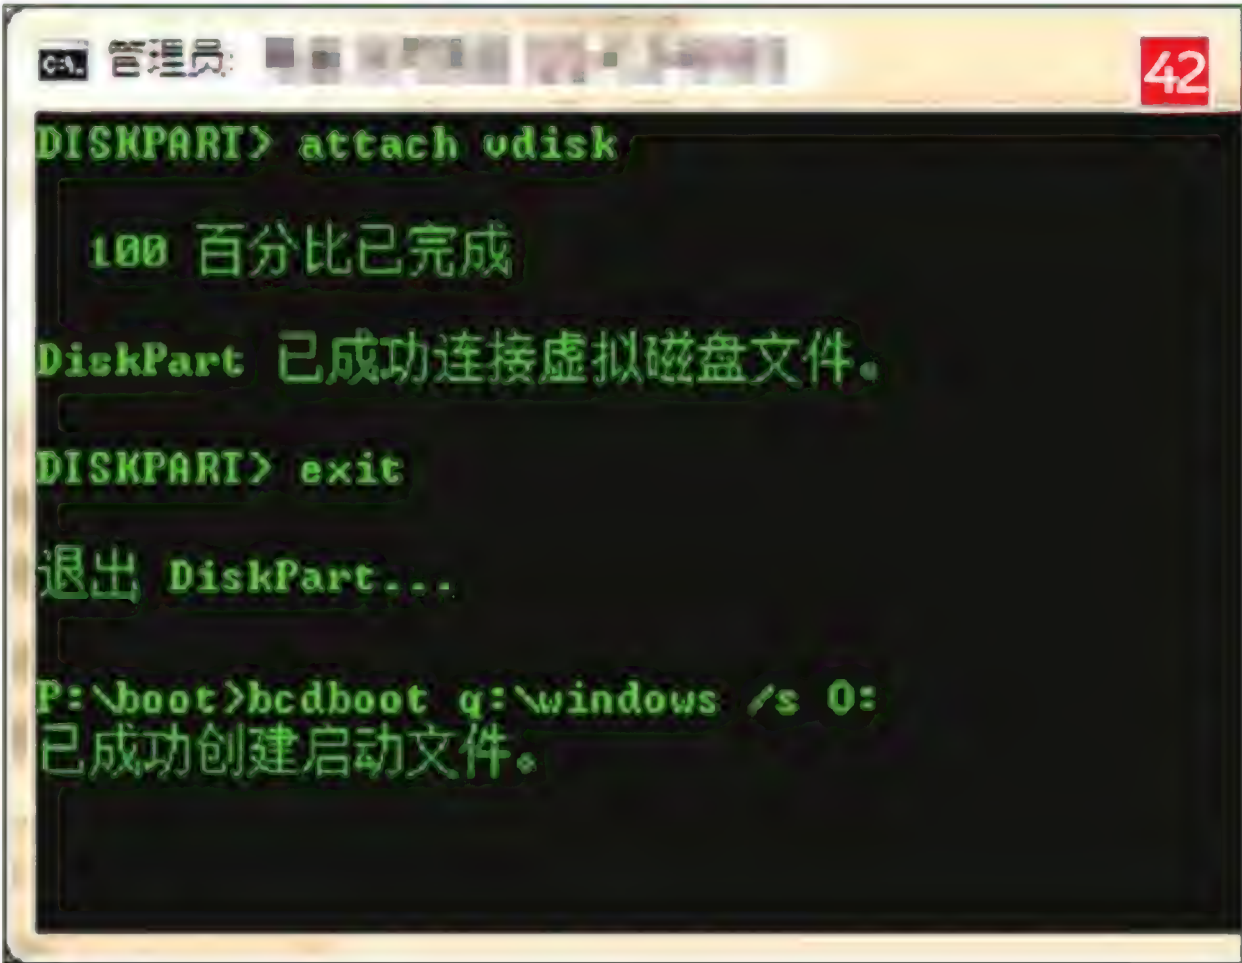 管理员:
42
DISKPART> attach vdisk
100 百分比已完成
DiskPart 已成功连接虚拟磁盘文件。
DISKPART> exit
退出 DiskPart...
P:\boot>bcdboot q:\windows /s O:
已成功创建启动文件。